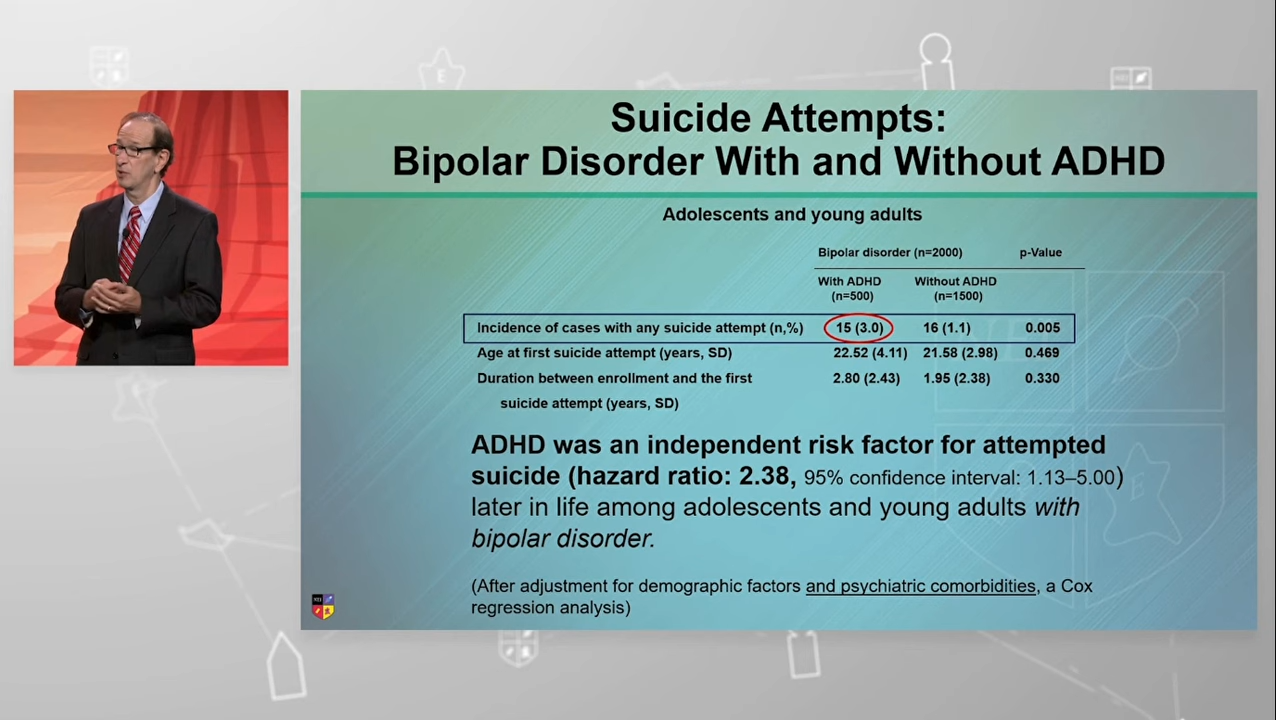 Suicide Attempts:
Bipolar Disorder With and Without ADHD
Adolescents and young adults
Bipolar disorder (n=2000) p-Value
With ADHD Without ADHD
(n=500) (n=1500)
Incidence of cases with any suicide attempt (n,%) 15 (3.0) 16 (1.1) 0.005
Age at first suicide attempt (years, SD) 22.52 (4.11) 21.58 (2.98) 0.469
Duration between enrollment and the first 2.80 (2.43) 1.95 (2.38) 0.330
suicide attempt (years, SD)
ADHD was an independent risk factor for attempted
suicide (hazard ratio: 2.38, 95% confidence interval: 1.13–5.00)
later in life among adolescents and young adults with
bipolar disorder.
(After adjustment for demographic factors and psychiatric comorbidities, a Cox
regression analysis)
NEI
E
E